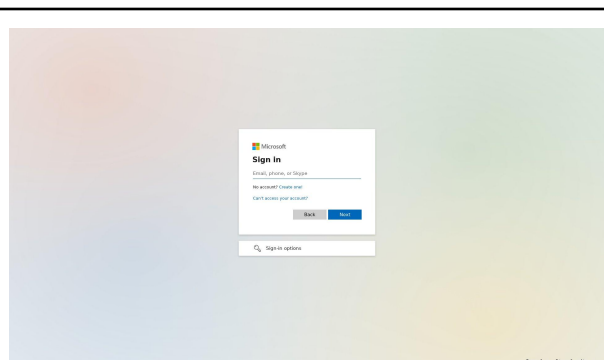 Microsoft
Sign in
Email, phone, or Skype
No account? Create one!
Can't access your account?
Back Next
Sign-in options